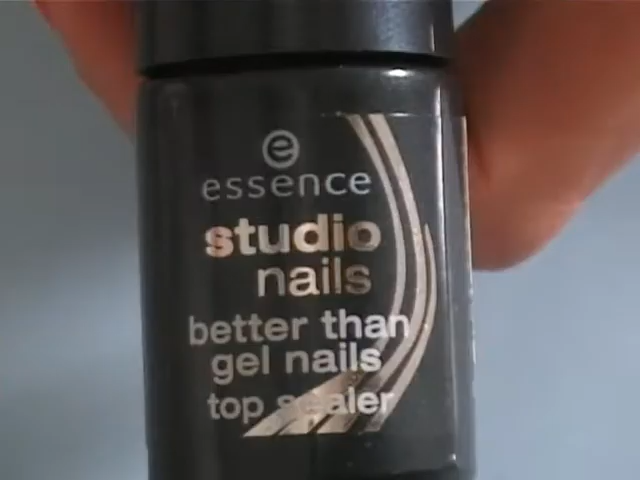 e
essence
studio
nails
better than
gel nails
top sealer